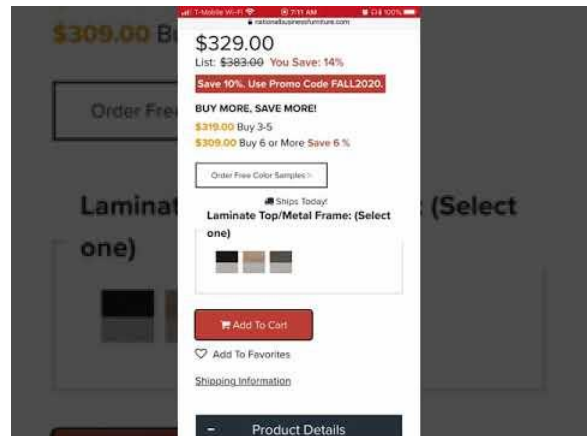 T-Mobile Wi-Fi 7:11 AM 100%
nationalbusinessfurniture.com
$329.00
List: $383.00 You Save: 14%
Save 10%. Use Promo Code FALL2020.
BUY MORE, SAVE MORE!
$319.00 Buy 3-5
$309.00 Buy 6 or More Save 6 %
Order Free Color Samples >
Ships Today!
Laminate Top/Metal Frame: (Select
one)
Add To Cart
Add To Favorites
Shipping Information
– Product Details
$309.00 Bu
Order Free
Laminat
: (Select
one)